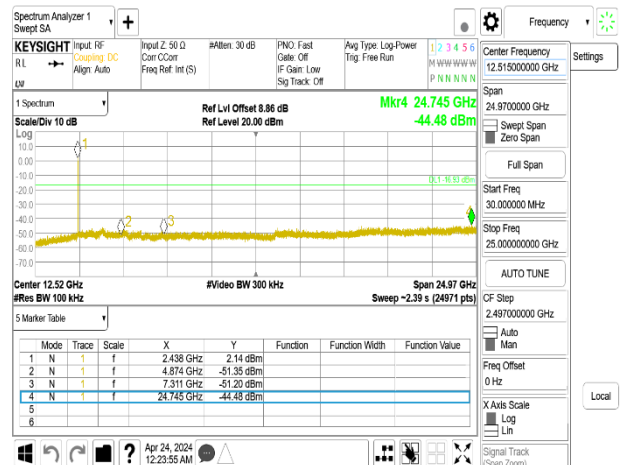 Spectrum Analyzer 1
Swept SA
Frequency
KEYSIGHT
Input: RF
Coupling: DC
Align: Auto
Input Z: 50 Ω
Corr CCorr
Freq Ref: Int (S)
#Atten: 30 dB
PNO: Fast
Gate: Off
IF Gain: Low
Sig Track: Off
Avg Type: Log-Power
Trig: Free Run
1 2 3 4 5 6
M W W W W W
P N N N N N
RL
1 Spectrum
Scale/Div 10 dB
Ref Lvl Offset 8.86 dB
Ref Level 20.00 dBm
Mkr4 24.745 GHz
-44.48 dBm
Log
10.0
0.00
-10.0
-20.0
-30.0
-40.0
-50.0
-60.0
-70.0
1
2
3
4
DL1 -16.53 dBm
Center 12.52 GHz
#Video BW 300 kHz
Span 24.97 GHz
#Res BW 100 kHz
Sweep ~2.39 s (24971 pts)
5 Marker Table
Mode Trace Scale X Y Function Function Width Function Value
1 N 1 f 2.438 GHz 2.14 dBm
2 N 1 f 4.874 GHz -51.35 dBm
3 N 1 f 7.311 GHz -51.20 dBm
4 N 1 f 24.745 GHz -44.48 dBm
5
6
Apr 24, 2024
12:23:55 AM
?
Center Frequency
12.515000000 GHz
Settings
Span
24.9700000 GHz
Swept Span
Zero Span
Full Span
Start Freq
30.000000 MHz
Stop Freq
25.000000000 GHz
AUTO TUNE
CF Step
2.497000000 GHz
Auto
Man
Freq Offset
0 Hz
X Axis Scale
Log
Lin
Local
Signal Track
(Span Zoom)